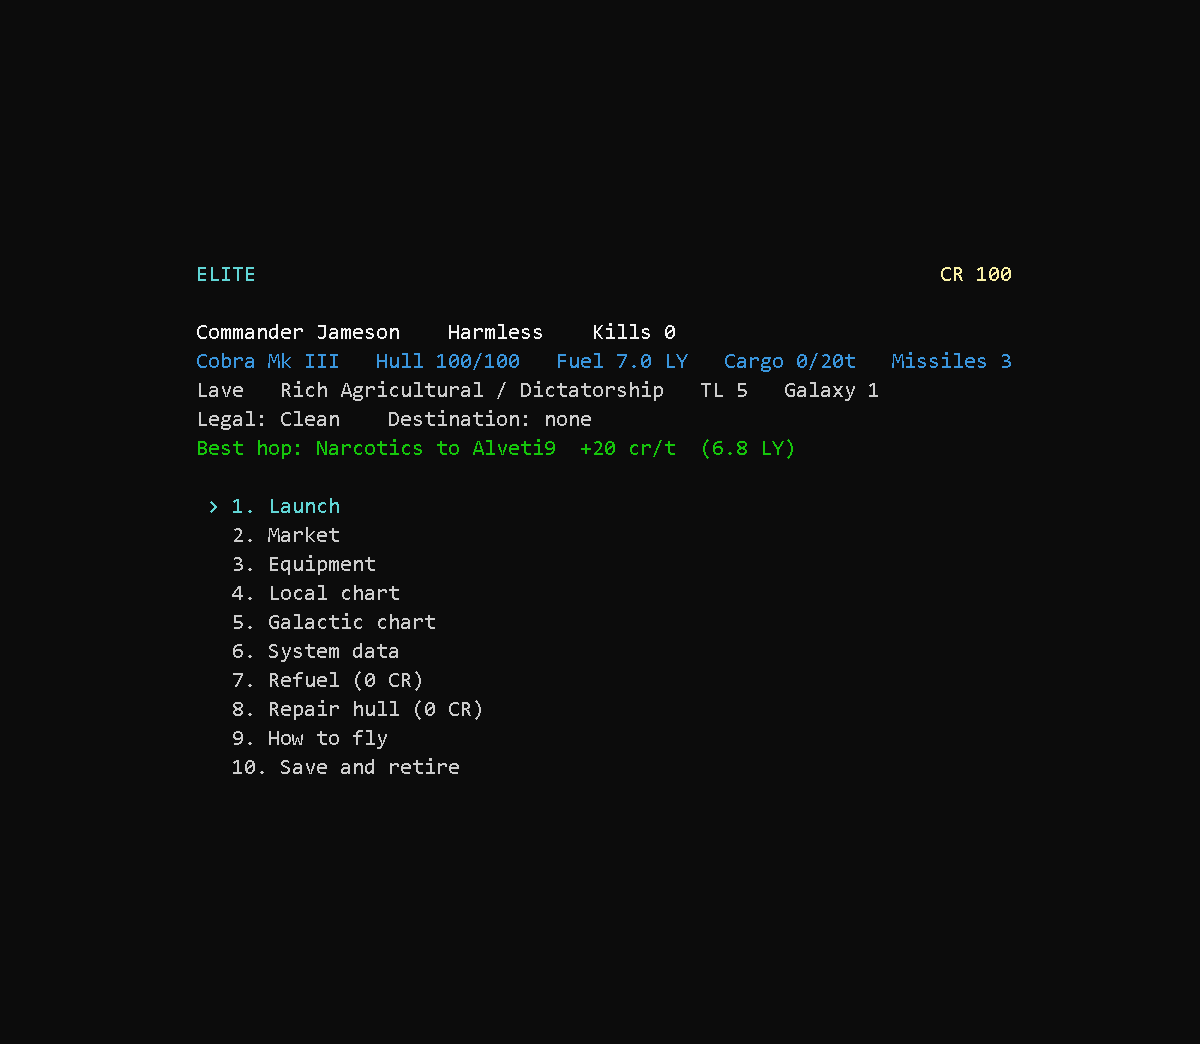 ELITE CR 100
Commander Jameson Harmless Kills 0
Cobra Mk III Hull 100/100 Fuel 7.0 LY Cargo 0/20t Missiles 3
Lave Rich Agricultural / Dictatorship TL 5 Galaxy 1
Legal: Clean Destination: none
Best hop: Narcotics to Alveti9 +20 cr/t (6.8 LY)
> 1. Launch
2. Market
3. Equipment
4. Local chart
5. Galactic chart
6. System data
7. Refuel (0 CR)
8. Repair hull (0 CR)
9. How to fly
10. Save and retire